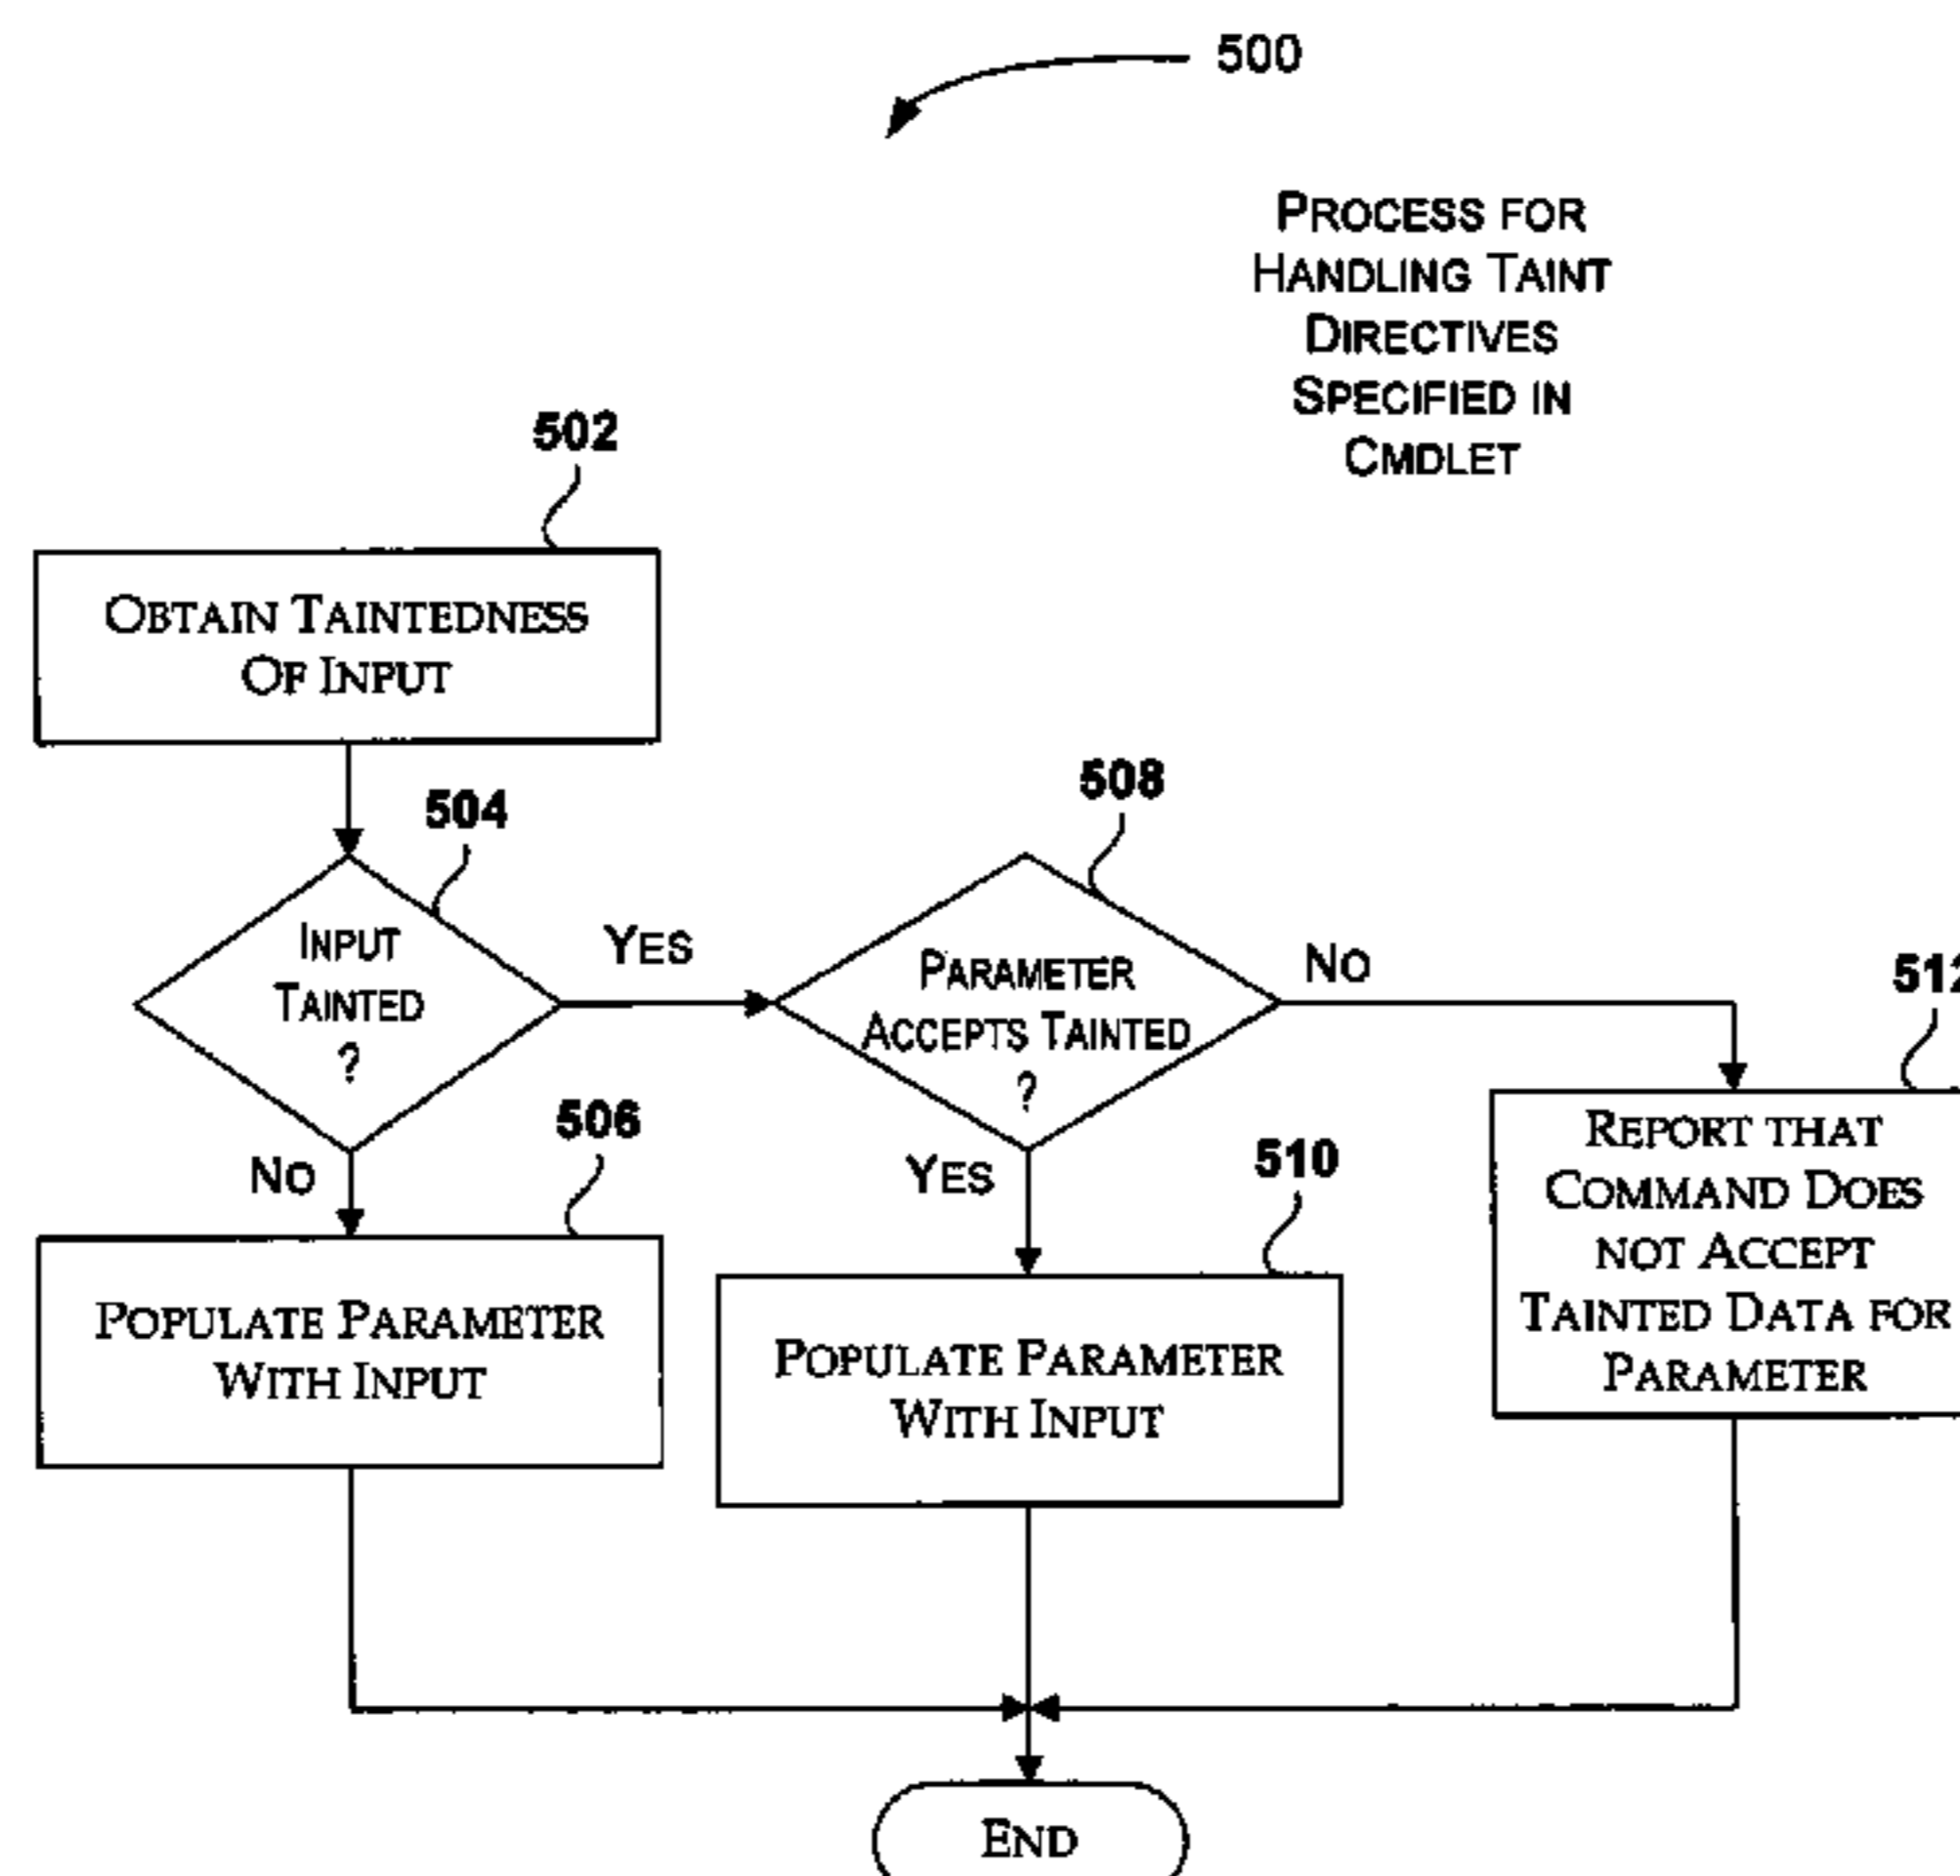 500
PROCESS FOR
HANDLING TAINT
DIRECTIVES
SPECIFIED IN
CMDLET
502
OBTAIN TAINTEDNESS
OF INPUT
504
INPUT
TAINTED
?
YES
NO
506
POPULATE PARAMETER
WITH INPUT
508
PARAMETER
ACCEPTS TAINTED
?
NO
YES
510
POPULATE PARAMETER
WITH INPUT
512
REPORT THAT
COMMAND DOES
NOT ACCEPT
TAINTED DATA FOR
PARAMETER
END